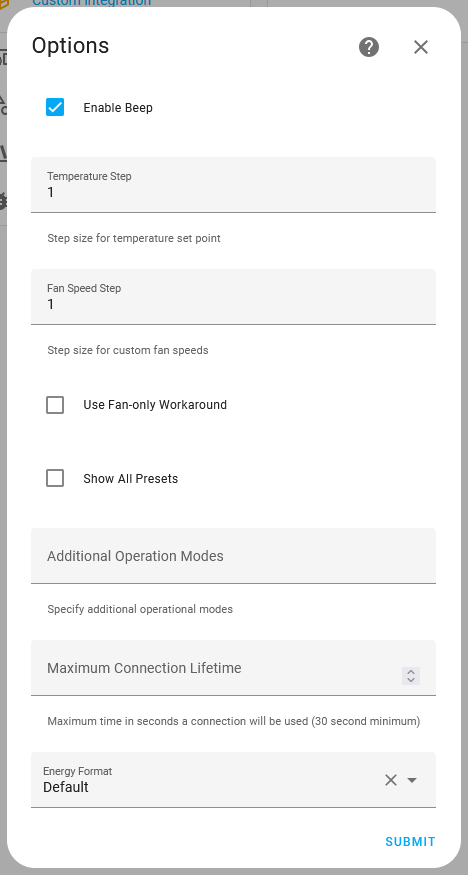 Custom Integration
Options
Enable Beep
Temperature Step
1
Step size for temperature set point
Fan Speed Step
1
Step size for custom fan speeds
Use Fan-only Workaround
Show All Presets
Additional Operation Modes
Specify additional operational modes
Maximum Connection Lifetime
Maximum time in seconds a connection will be used (30 second minimum)
Energy Format
Default
SUBMIT